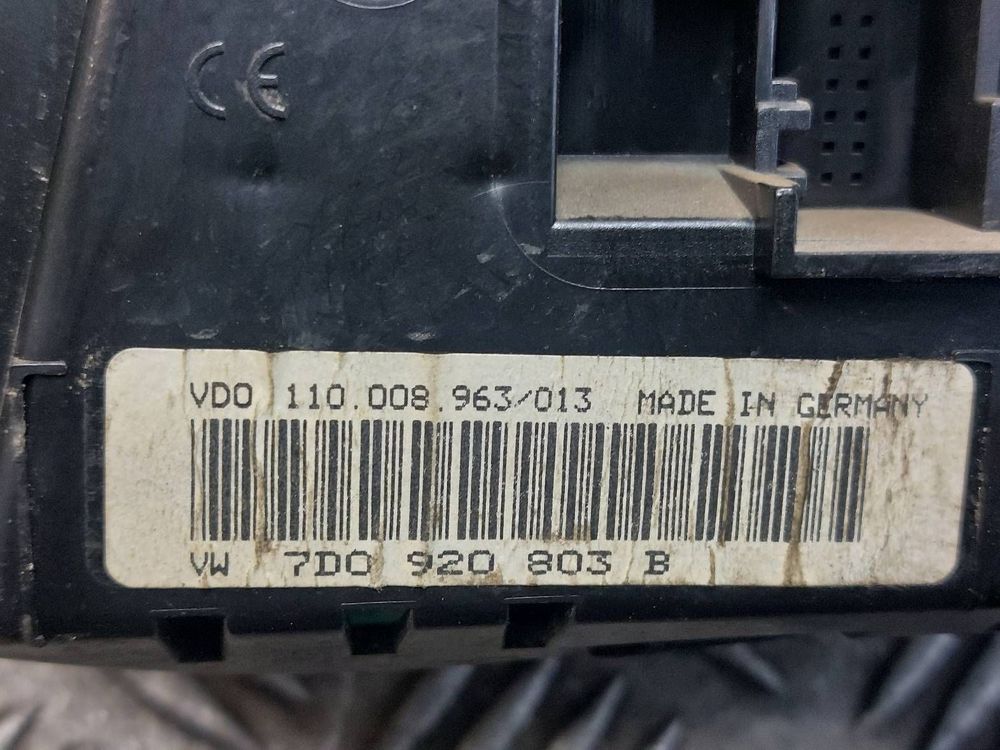 CE
VDO 110.008.963/013 MADE IN GERMANY
VW 7D0 920 803 B